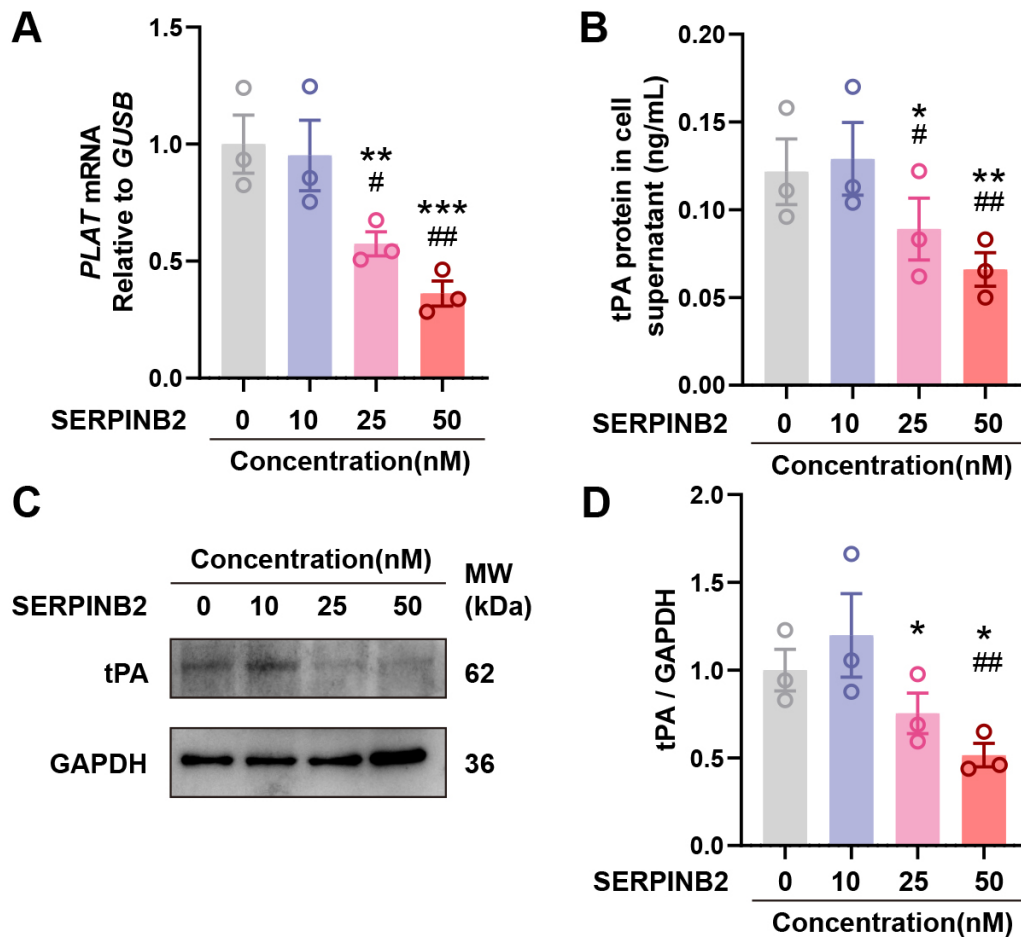 A
PLAT mRNA
Relative to GUSB
1.5
1.0
0.5
0.0
**
#
***
##
SERPINB2 0 10 25 50
Concentration(nM)
B
tPA protein in cell
supernatant (ng/mL)
0.20
0.15
0.10
0.05
0.00
*
#
**
##
SERPINB2 0 10 25 50
Concentration(nM)
C
Concentration(nM)
MW
(kDa)
SERPINB2 0 10 25 50
tPA 62
GAPDH 36
D
tPA / GAPDH
2.0
1.5
1.0
0.5
0.0
*
*
##
SERPINB2 0 10 25 50
Concentration(nM)